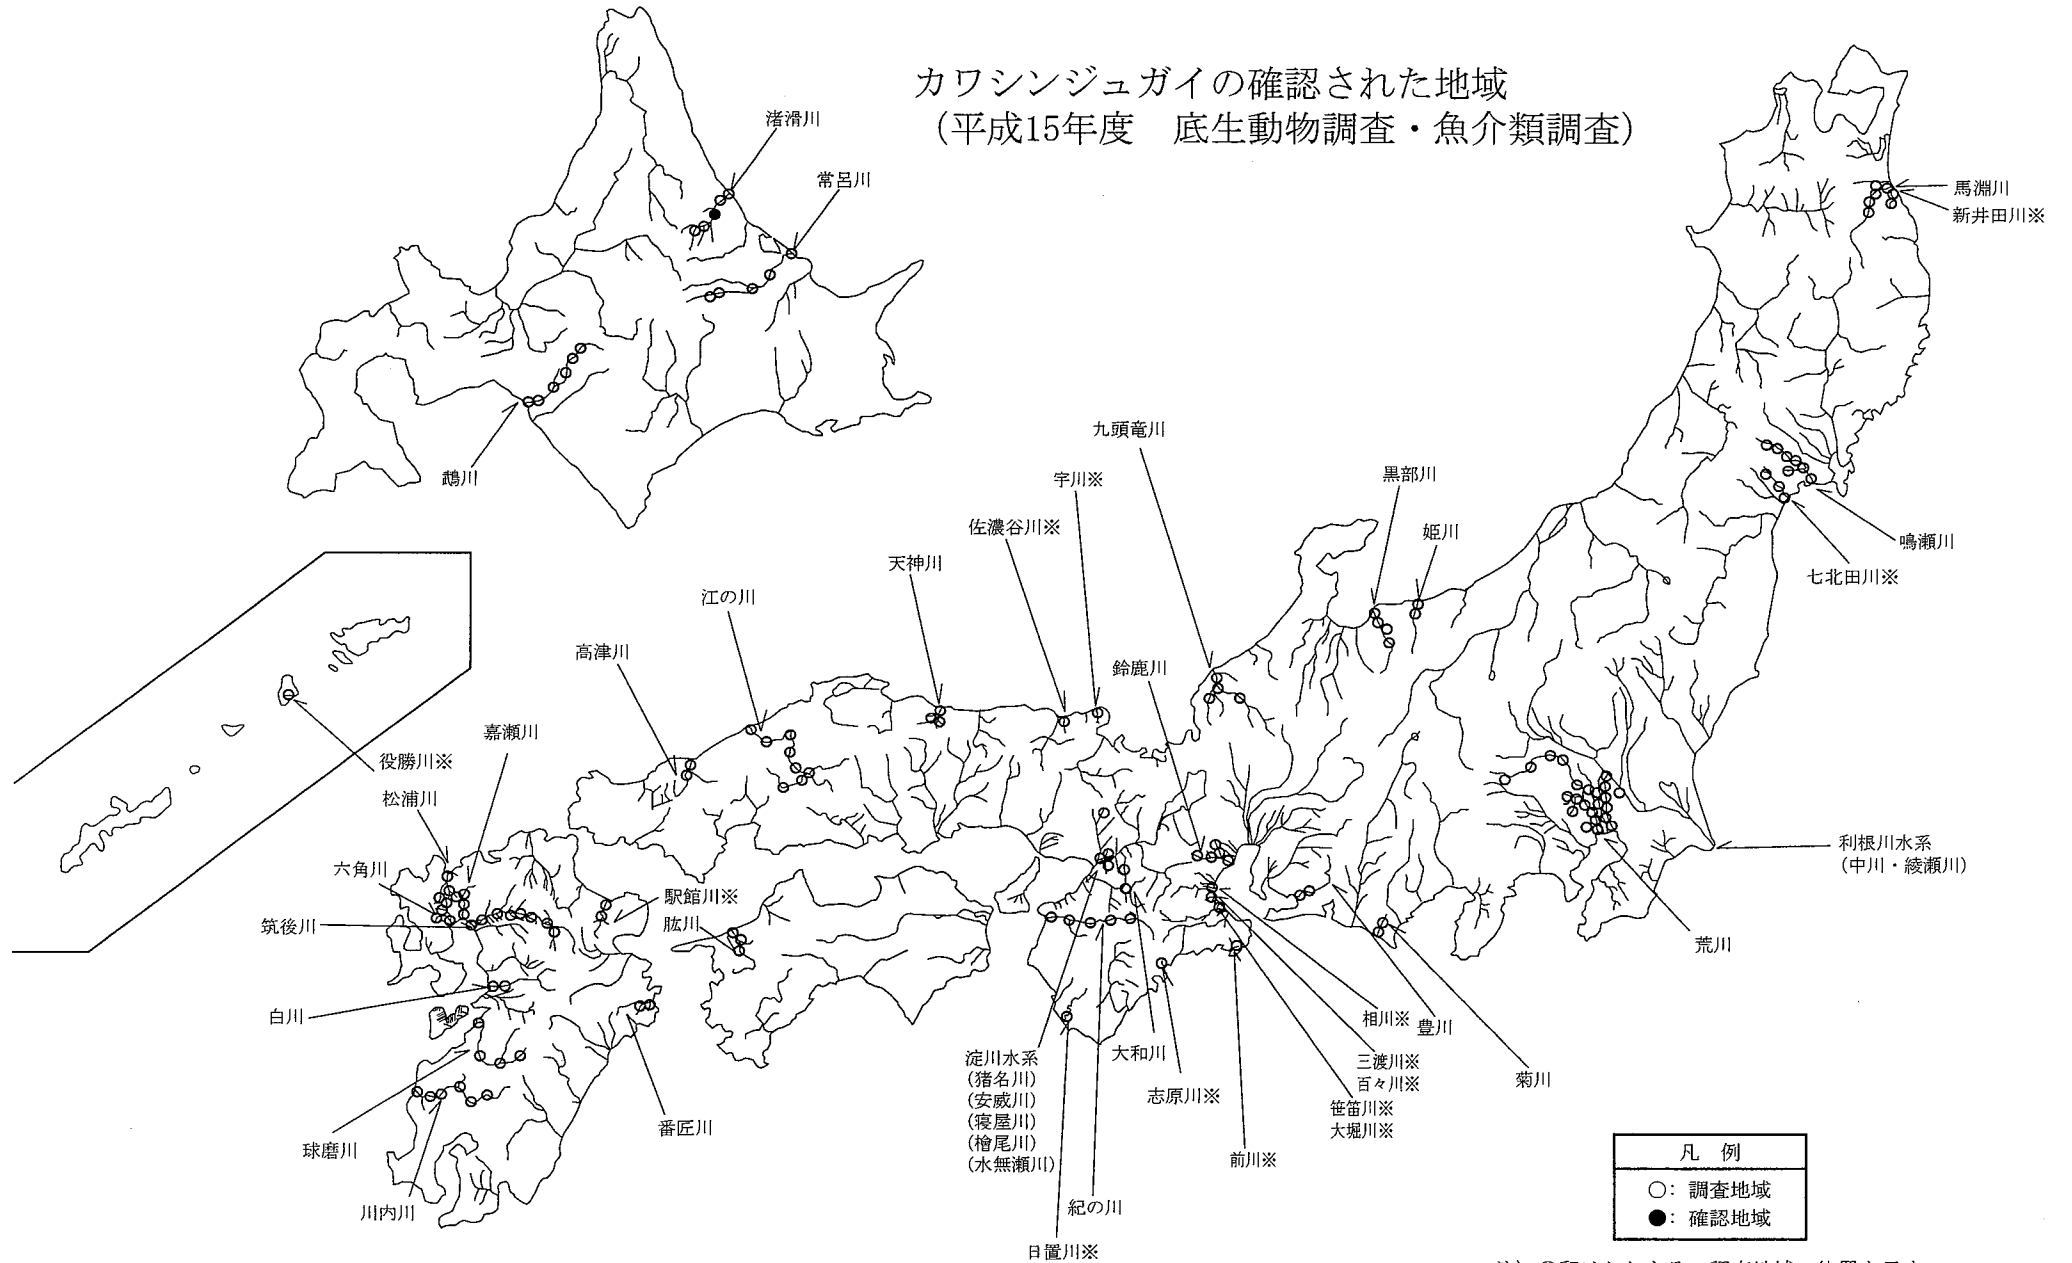 カワシンジュガイの確認された地域
(平成15年度　底生動物調査・魚介類調査)
渚滑川
常呂川
鵡川
馬淵川
新井田川※
鳴瀬川
七北田川※
九頭竜川
宇川※
佐濃谷川※
天神川
江の川
高津川
黒部川
姫川
鈴鹿川
役勝川※
嘉瀬川
松浦川
六角川
筑後川
駅館川※
肱川
白川
球磨川
川内川
番匠川
利根川水系
(中川・綾瀬川)
荒川
淀川水系
(猪名川)
(安威川)
(寝屋川)
(檜尾川)
(水無瀬川)
大和川
志原川※
紀の川
日置川※
前川※
相川※
三渡川※
百々川※
笹笛川※
大堀川※
豊川
菊川
凡　例
○：調査地域
●：確認地域